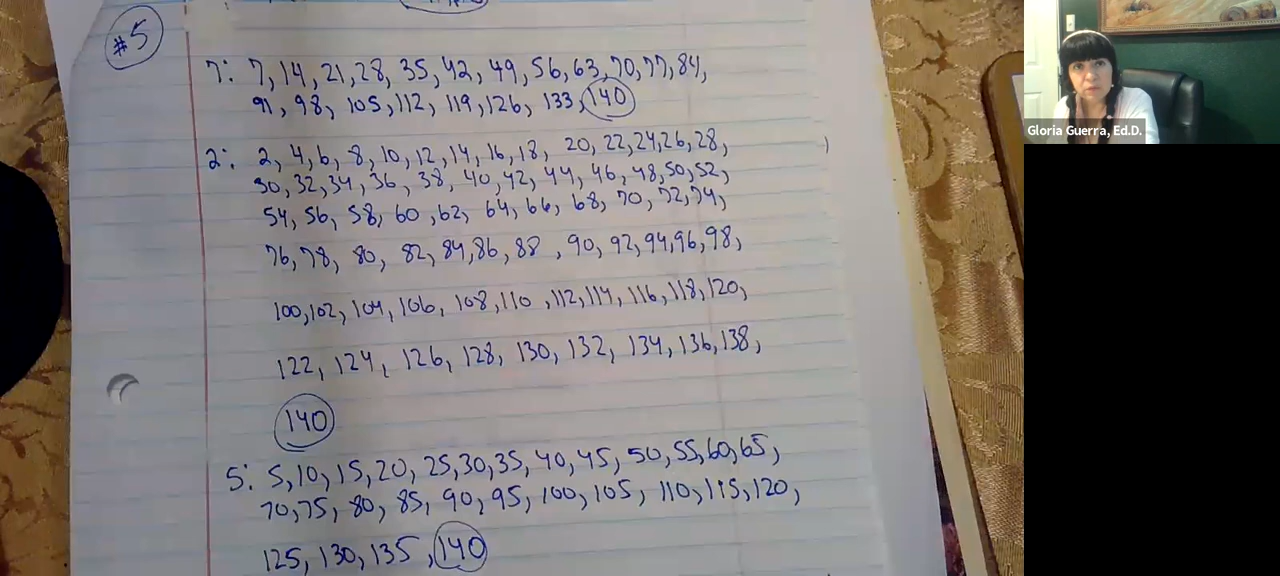 #5
7: 7, 14, 21, 28, 35, 42, 49, 56, 63, 70, 77, 84,
91, 98, 105, 112, 119, 126, 133, 140
2: 2, 4, 6, 8, 10, 12, 14, 16, 18, 20, 22, 24, 26, 28,
30, 32, 34, 36, 38, 40, 42, 44, 46, 48, 50, 52,
54, 56, 58, 60, 62, 64, 66, 68, 70, 72, 74,
76, 78, 80, 82, 84, 86, 88, 90, 92, 94, 96, 98,
100, 102, 104, 106, 108, 110, 112, 114, 116, 118, 120,
122, 124, 126, 128, 130, 132, 134, 136, 138,
140
5: 5, 10, 15, 20, 25, 30, 35, 40, 45, 50, 55, 60, 65,
70, 75, 80, 85, 90, 95, 100, 105, 110, 115, 120,
125, 130, 135, 140
Gloria Guerra, Ed.D.